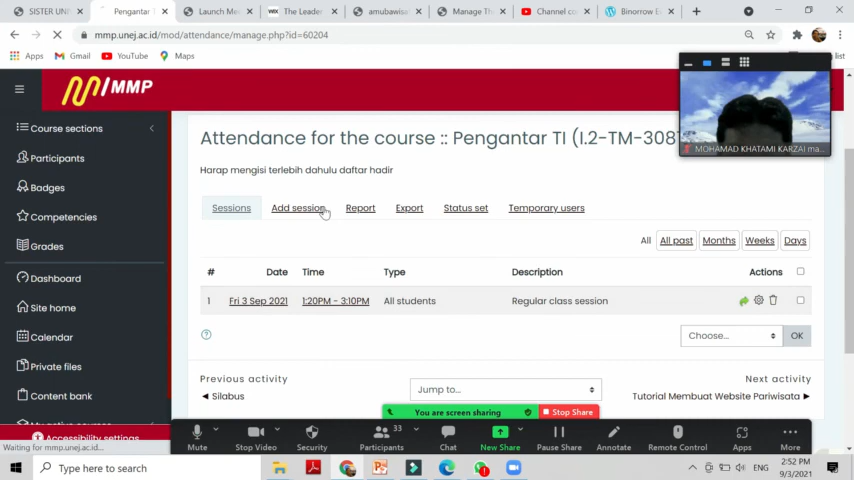 SISTER UN
Pengantar T
Launch Me
WIX
The Leader
amubawisa
Manage Th
Channel co
Binorrow E
mmp.unej.ac.id/mod/attendance/manage.php?id=60204
Apps
Gmail
YouTube
Maps
MMP
MOHAMAD KHATAMI KARZAI ma...
Course sections
Participants
Badges
Competencies
Grades
Dashboard
Site home
Calendar
Private files
Content bank
Accessibility settings
Waiting for mmp.unej.ac.id...
Attendance for the course :: Pengantar TI (I.2-TM-308
Harap mengisi terlebih dahulu daftar hadir
Sessions Add session Report Export Status set Temporary users
All All past Months Weeks Days
# Date Time Type Description Actions
1 Fri 3 Sep 2021 1:20PM - 3:10PM All students Regular class session
Choose... OK
Previous activity
◄ Silabus
Jump to...
Next activity
Tutorial Membuat Website Pariwisata ►
You are screen sharing Stop Share
Mute Stop Video Security Participants 33 Chat New Share Pause Share Annotate Remote Control Apps More
Type here to search
ENG
2:52 PM
9/3/2021